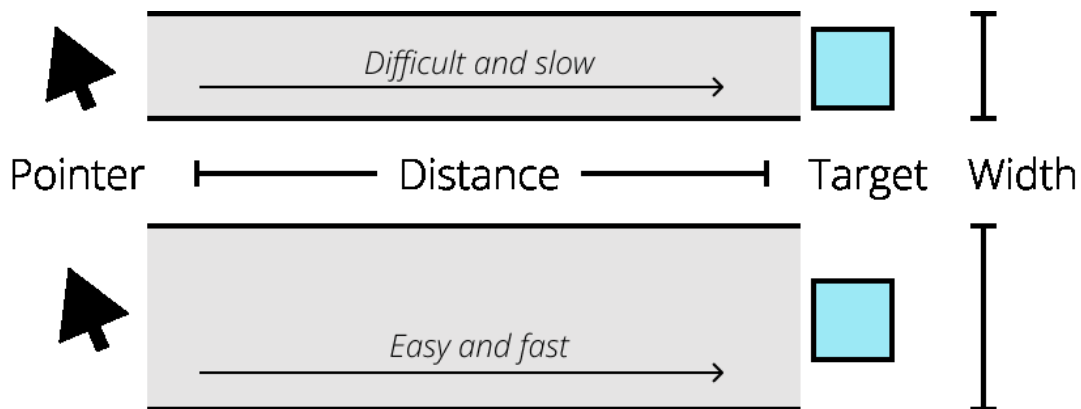 Difficult and slow
Pointer Distance Target Width
Easy and fast